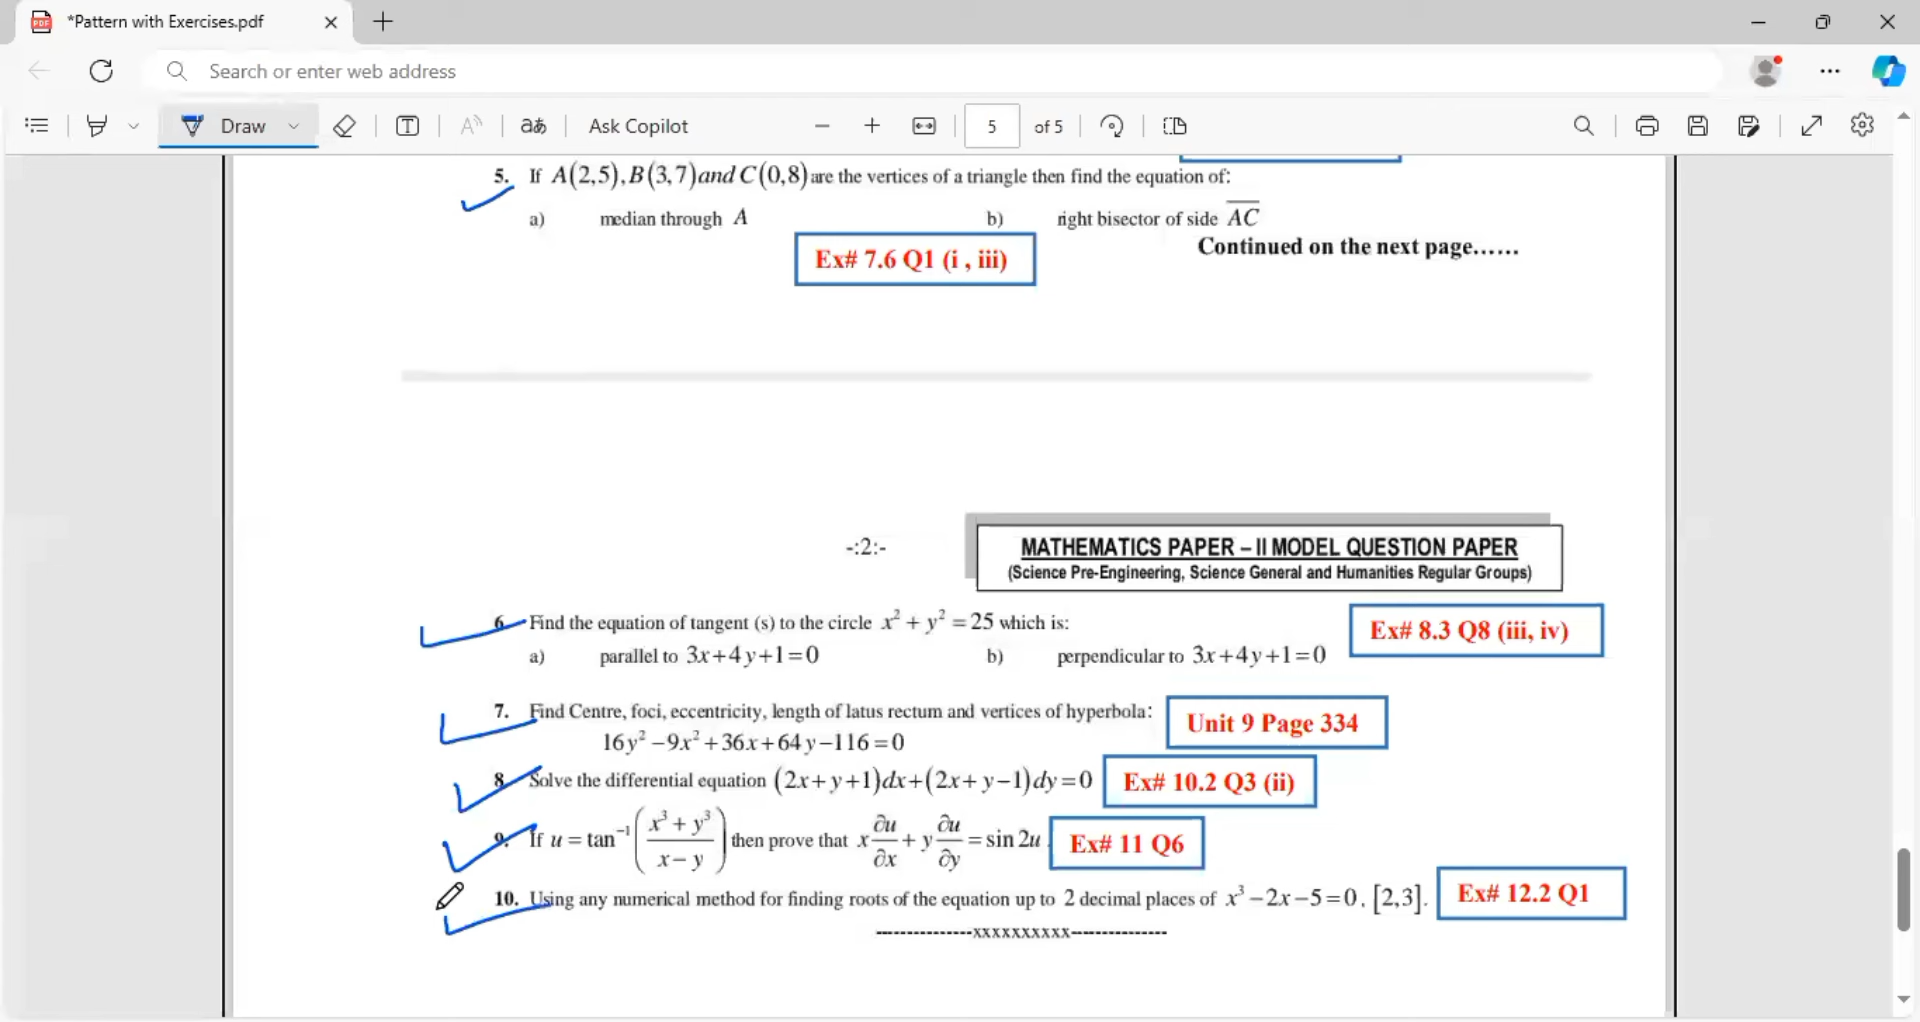 *Pattern with Exercises.pdf
Search or enter web address
Draw
Ask Copilot
5 of 5
5. If A(2,5), B(3,7) and C(0,8) are the vertices of a triangle then find the equation of:
a) median through A b) right bisector of side A̅C̅
Continued on the next page......
Ex# 7.6 Q1 (i , iii)
-:2:-
MATHEMATICS PAPER – II MODEL QUESTION PAPER
(Science Pre-Engineering, Science General and Humanities Regular Groups)
6. Find the equation of tangent (s) to the circle x² + y² = 25 which is:
Ex# 8.3 Q8 (iii, iv)
a) parallel to 3x+4y+1=0 b) perpendicular to 3x+4y+1=0
7. Find Centre, foci, eccentricity, length of latus rectum and vertices of hyperbola:
Unit 9 Page 334
16y² −9x² +36x+64y−116=0
8. Solve the differential equation (2x+y+1)dx+(2x+y−1)dy=0 Ex# 10.2 Q3 (ii)
9. If u = tan⁻¹((x³ + y³)/(x − y)) then prove that x ∂u/∂x + y ∂u/∂y = sin 2u . Ex# 11 Q6
10. Using any numerical method for finding roots of the equation up to 2 decimal places of x³ −2x−5=0, [2,3]. Ex# 12.2 Q1
---------------xxxxxxxxxx---------------